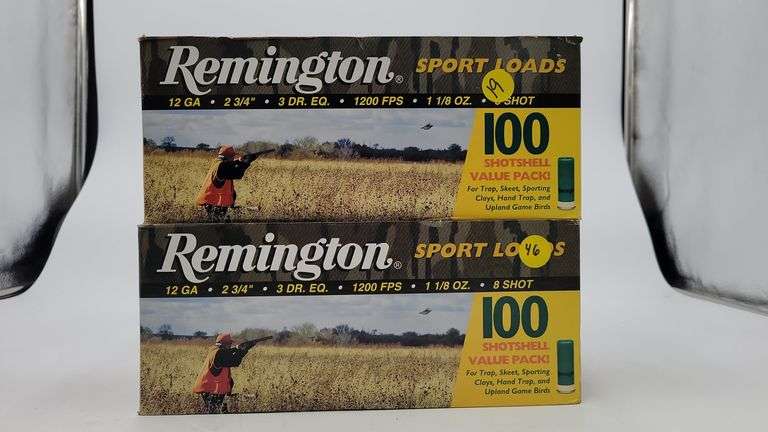 Remington® SPORT LOADS
19
12 GA • 2 3/4" • 3 DR. EQ. • 1200 FPS • 1 1/8 OZ. • SHOT
100
SHOTSHELL
VALUE PACK!
For Trap, Skeet, Sporting
Clays, Hand Trap, and
Upland Game Birds
Remington® SPORT LO S
46
12 GA • 2 3/4" • 3 DR. EQ. • 1200 FPS • 1 1/8 OZ. • 8 SHOT
100
SHOTSHELL
VALUE PACK!
For Trap, Skeet, Sporting
Clays, Hand Trap, and
Upland Game Birds